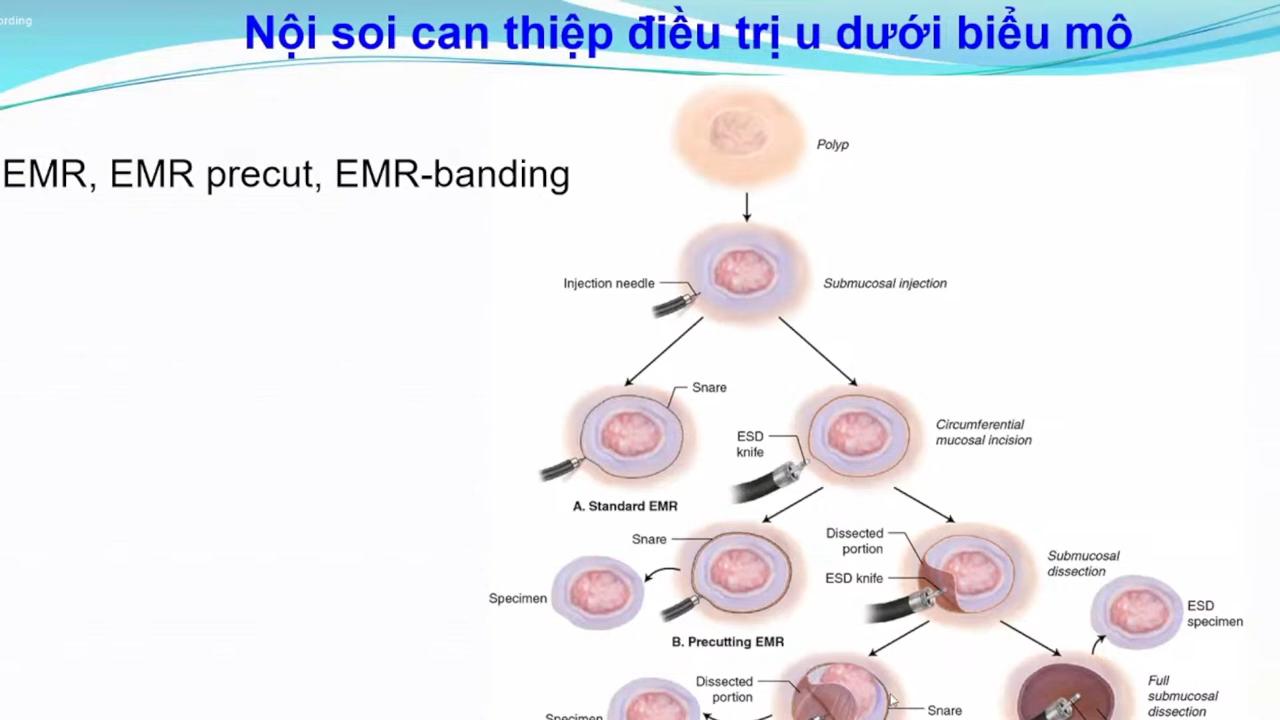 ording
Nội soi can thiệp điều trị u dưới biểu mô
EMR, EMR precut, EMR-banding
Polyp
Injection needle
Submucosal injection
Snare
ESD
knife
Circumferential
mucosal incision
A. Standard EMR
Snare
Specimen
B. Precutting EMR
Dissected
portion
ESD knife
Submucosal
dissection
ESD
specimen
Dissected
portion
Specimen
Snare
Full
submucosal
dissection